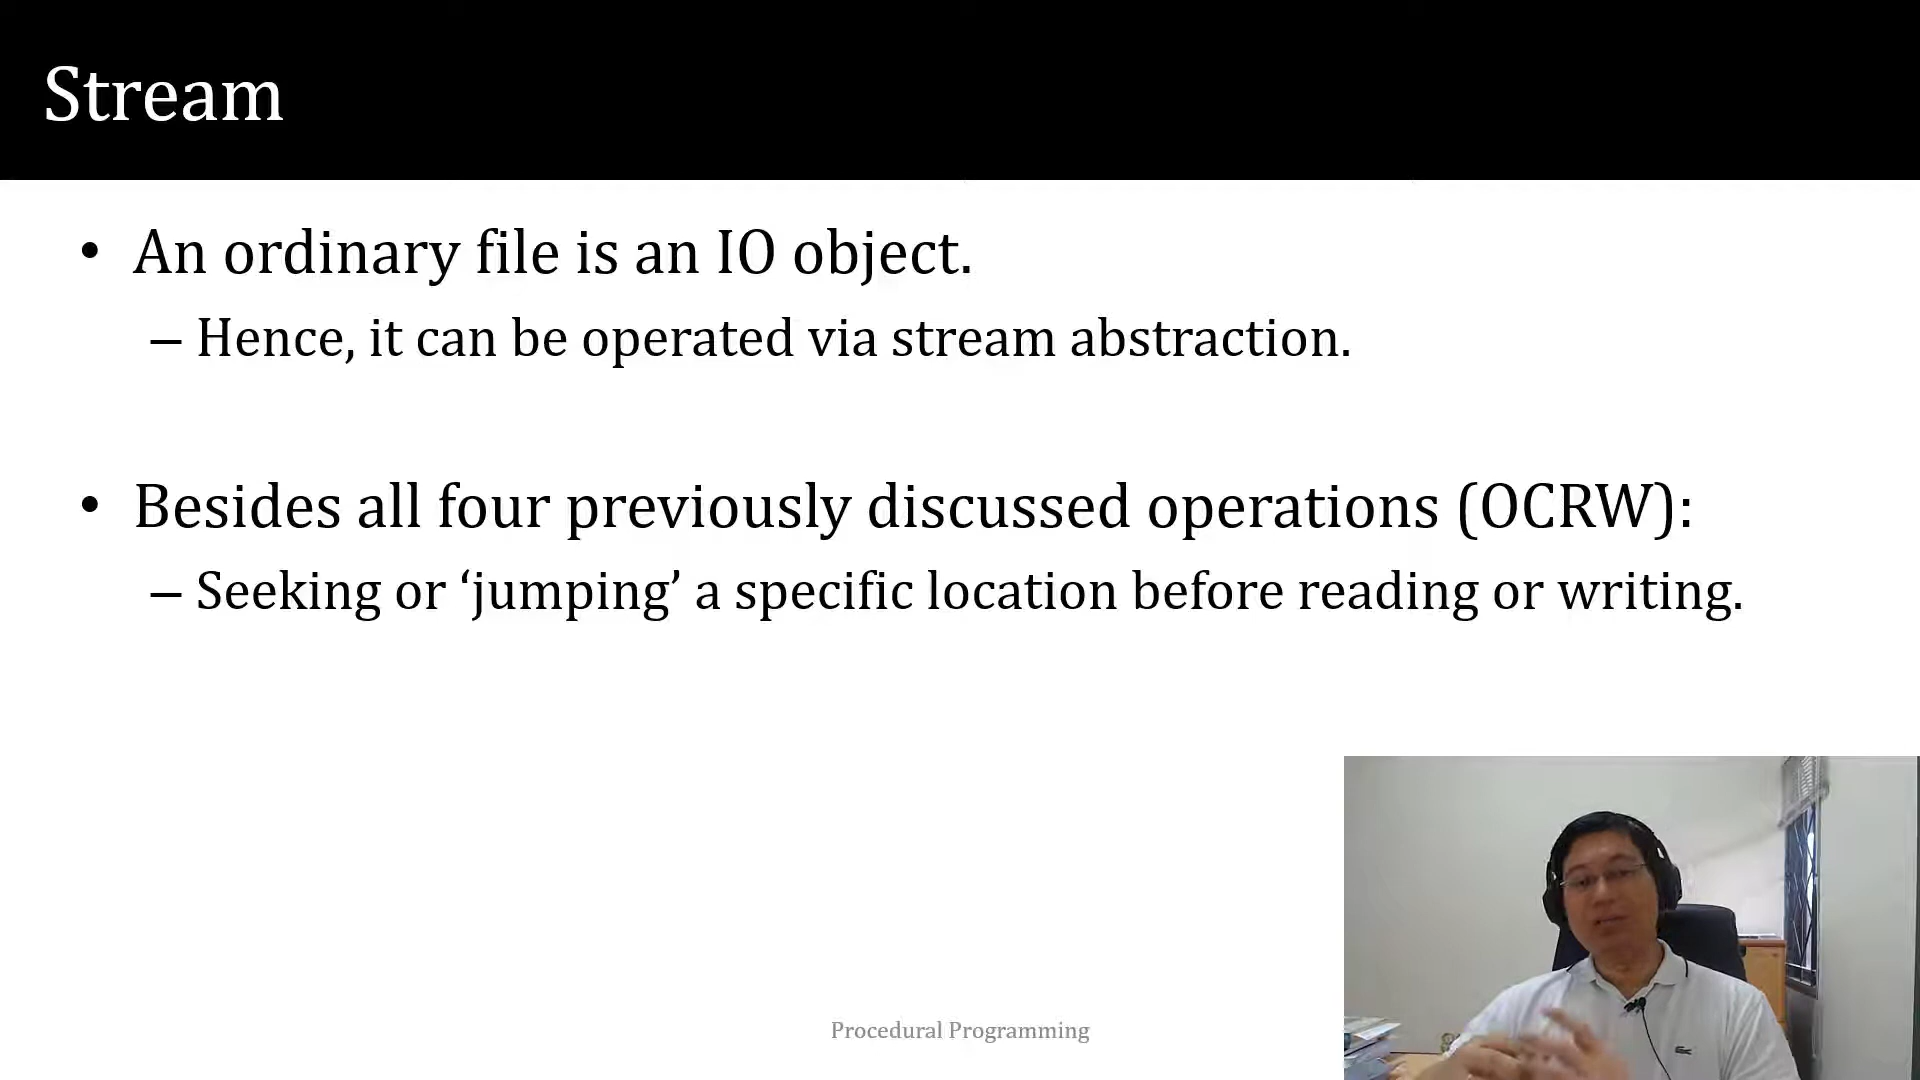 Stream
• An ordinary file is an IO object.
– Hence, it can be operated via stream abstraction.
• Besides all four previously discussed operations (OCRW):
– Seeking or ‘jumping’ a specific location before reading or writing.
Procedural Programming